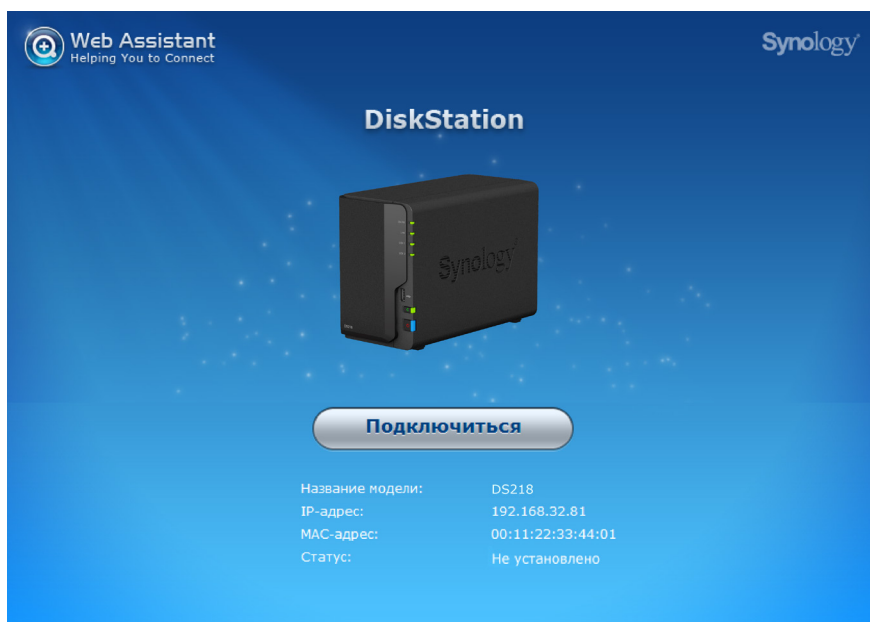 Web Assistant
Helping You to Connect
Synology
DiskStation
Synology
Подключиться
Название модели: DS218
IP-адрес: 192.168.32.81
MAC-адрес: 00:11:22:33:44:01
Статус: Не установлено